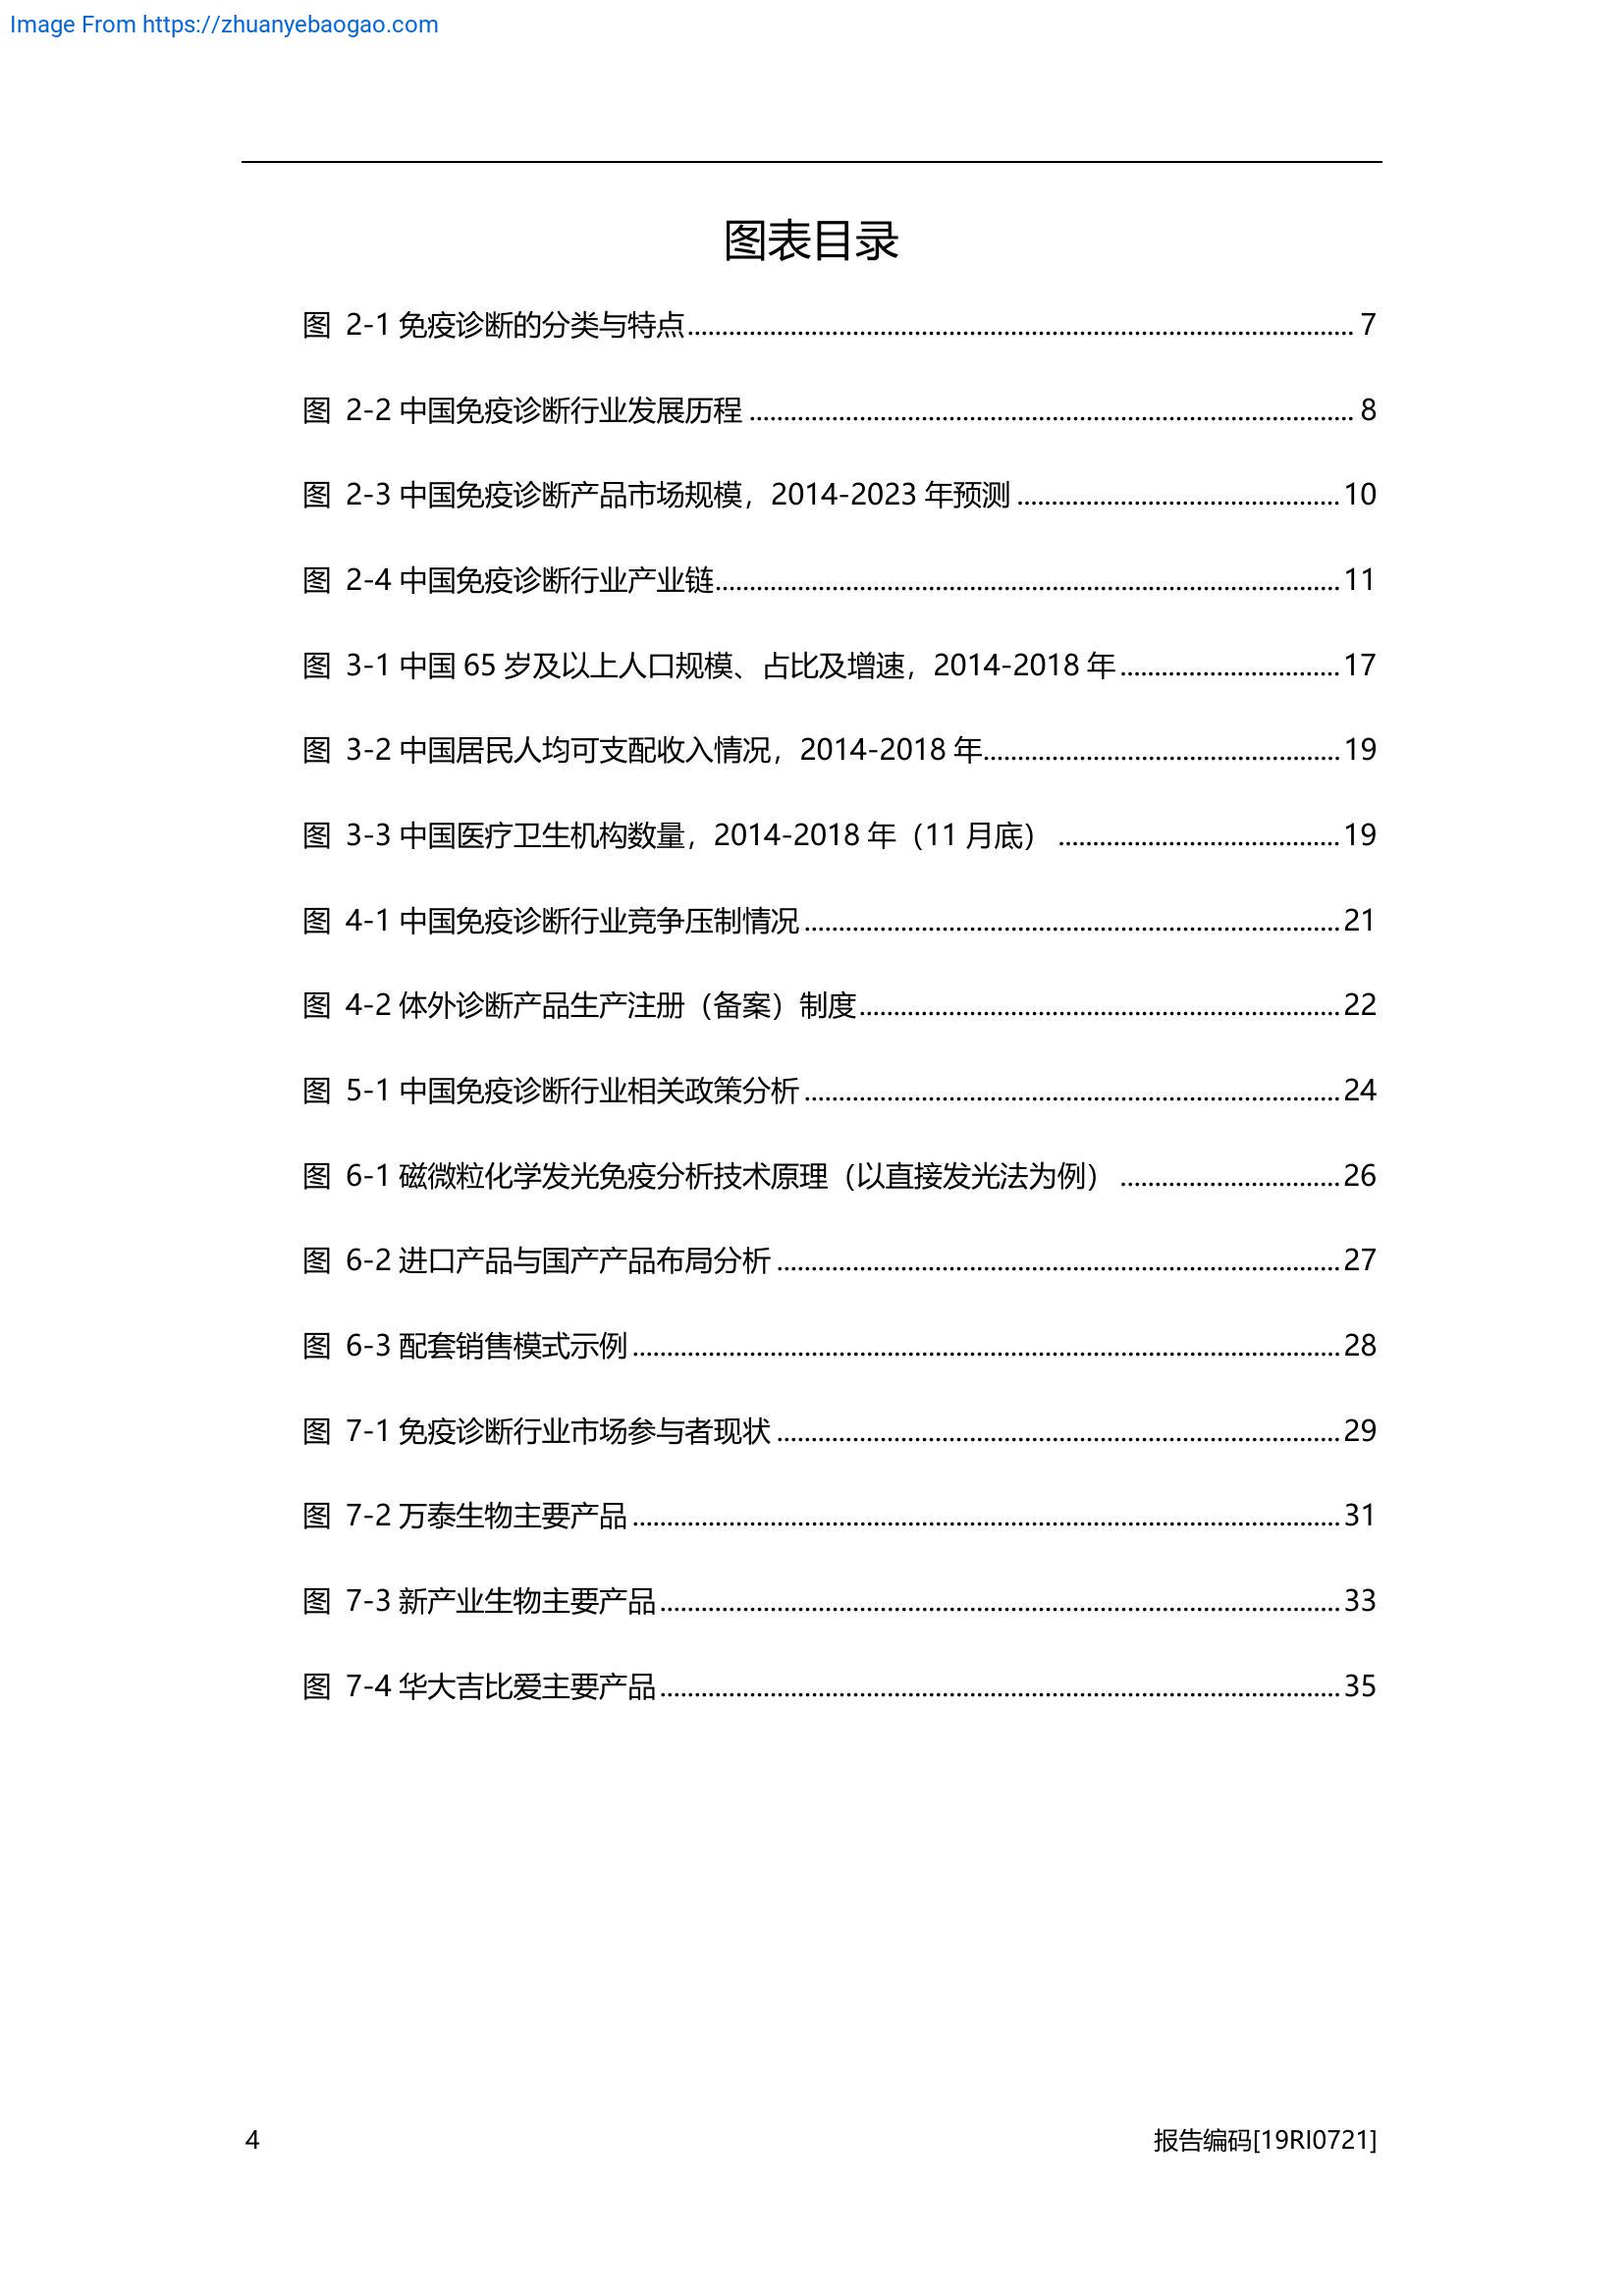 Image From https://zhuanyebaogao.com
图表目录
图 2-1 免疫诊断的分类与特点 7
图 2-2 中国免疫诊断行业发展历程 8
图 2-3 中国免疫诊断产品市场规模，2014-2023 年预测 10
图 2-4 中国免疫诊断行业产业链 11
图 3-1 中国 65 岁及以上人口规模、占比及增速，2014-2018 年 17
图 3-2 中国居民人均可支配收入情况，2014-2018 年 19
图 3-3 中国医疗卫生机构数量，2014-2018 年（11 月底） 19
图 4-1 中国免疫诊断行业竞争压制情况 21
图 4-2 体外诊断产品生产注册（备案）制度 22
图 5-1 中国免疫诊断行业相关政策分析 24
图 6-1 磁微粒化学发光免疫分析技术原理（以直接发光法为例） 26
图 6-2 进口产品与国产产品布局分析 27
图 6-3 配套销售模式示例 28
图 7-1 免疫诊断行业市场参与者现状 29
图 7-2 万泰生物主要产品 31
图 7-3 新产业生物主要产品 33
图 7-4 华大吉比爱主要产品 35
4 报告编码[19RI0721]